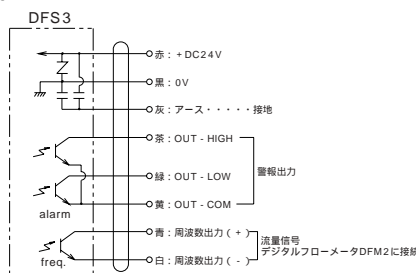 DFS3
赤：+DC24V
黒：0V
灰：アース・・・・・接地
茶：OUT - HIGH
緑：OUT - LOW
警報出力
黄：OUT - COM
alarm
青：周波数出力（+）
流量信号
デジタルフローメータDFM2に接続
白：周波数出力（-）
freq.